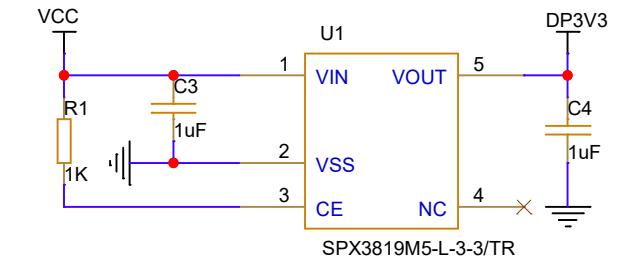 VCC
U1
DP3V3
1
VIN
VOUT
5
C3
1uF
R1
1K
C4
1uF
2
VSS
3
CE
NC
4
SPX3819M5-L-3-3/TR